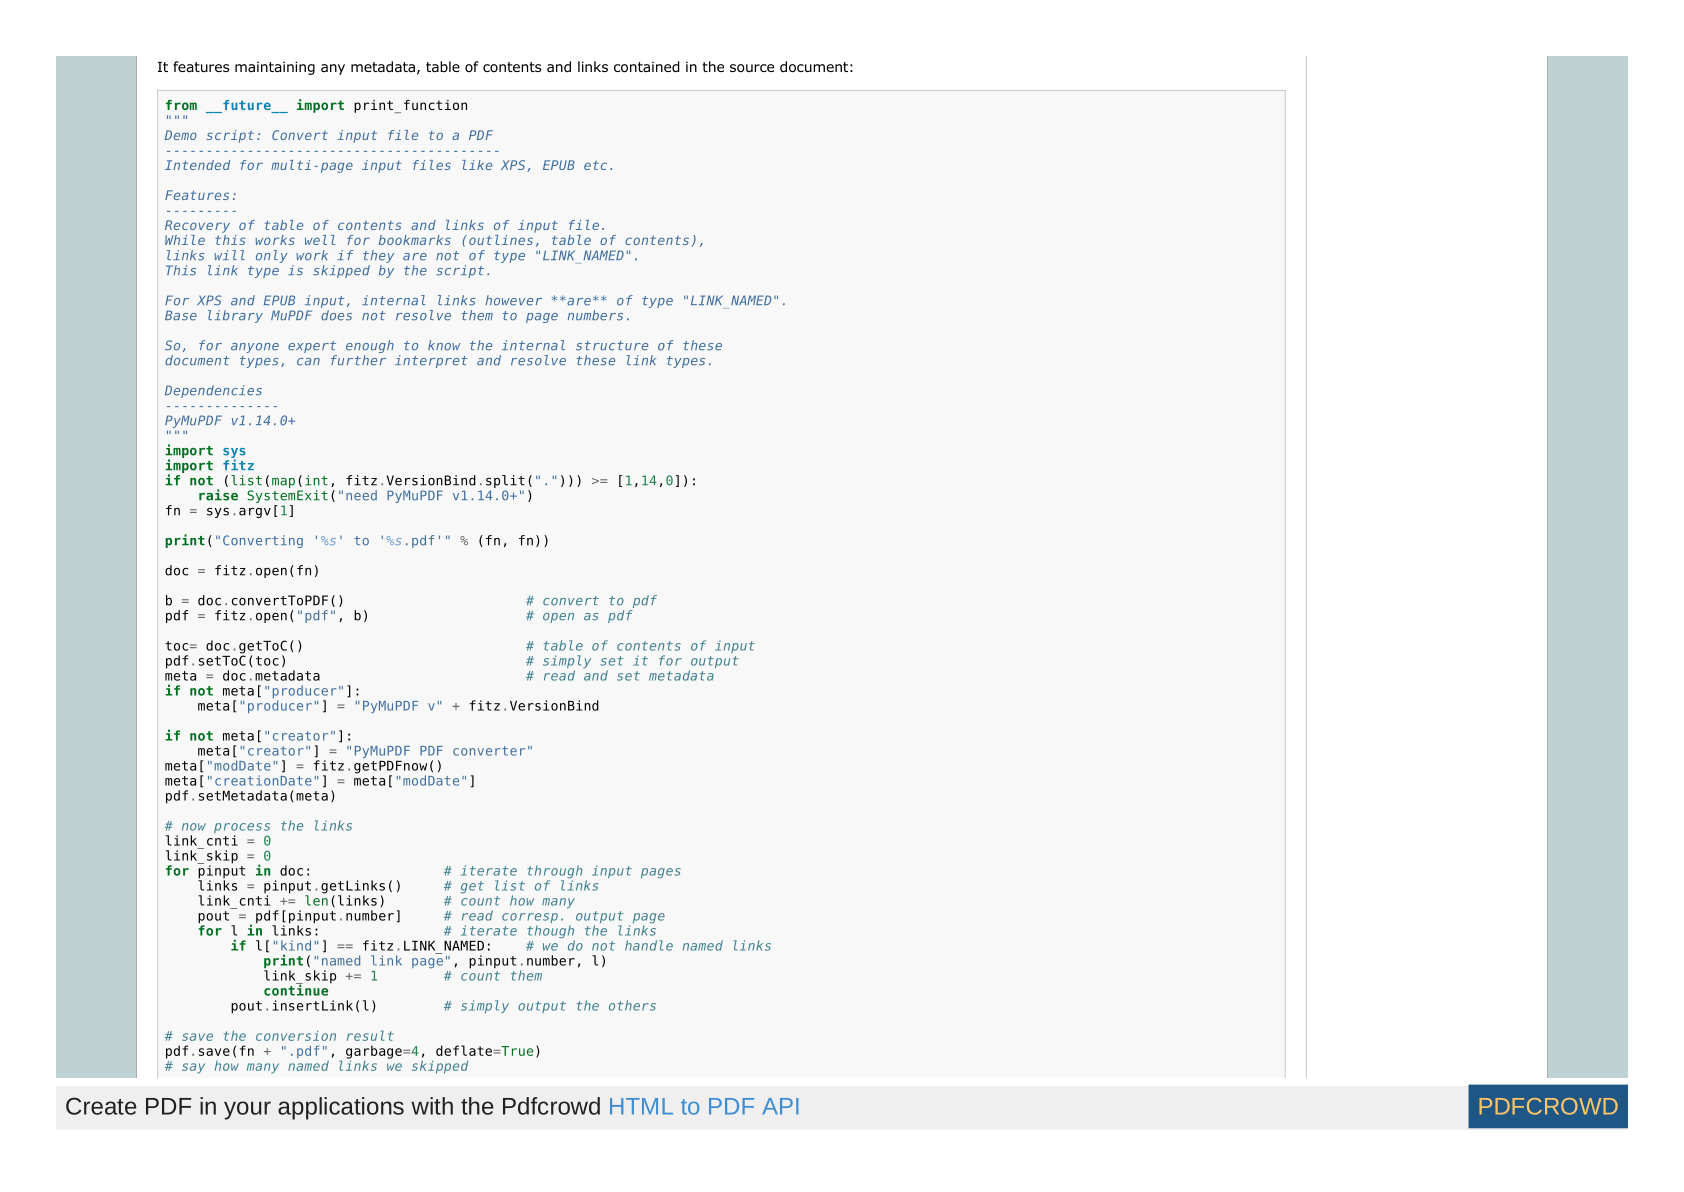 It features maintaining any metadata, table of contents and links contained in the source document:
from __future__ import print_function
"""
Demo script: Convert input file to a PDF
-----------------------------------------
Intended for multi-page input files like XPS, EPUB etc.

Features:
---------
Recovery of table of contents and links of input file.
While this works well for bookmarks (outlines, table of contents),
links will only work if they are not of type "LINK_NAMED".
This link type is skipped by the script.

For XPS and EPUB input, internal links however **are** of type "LINK_NAMED".
Base library MuPDF does not resolve them to page numbers.

So, for anyone expert enough to know the internal structure of these
document types, can further interpret and resolve these link types.

Dependencies
--------------
PyMuPDF v1.14.0+
"""
import sys
import fitz
if not (list(map(int, fitz.VersionBind.split("."))) >= [1,14,0]):
    raise SystemExit("need PyMuPDF v1.14.0+")
fn = sys.argv[1]

print("Converting '%s' to '%s.pdf'" % (fn, fn))

doc = fitz.open(fn)

b = doc.convertToPDF()                      # convert to pdf
pdf = fitz.open("pdf", b)                   # open as pdf

toc= doc.getToC()                           # table of contents of input
pdf.setToC(toc)                             # simply set it for output
meta = doc.metadata                         # read and set metadata
if not meta["producer"]:
    meta["producer"] = "PyMuPDF v" + fitz.VersionBind

if not meta["creator"]:
    meta["creator"] = "PyMuPDF PDF converter"
meta["modDate"] = fitz.getPDFnow()
meta["creationDate"] = meta["modDate"]
pdf.setMetadata(meta)

# now process the links
link_cnti = 0
link_skip = 0
for pinput in doc:                # iterate through input pages
    links = pinput.getLinks()     # get list of links
    link_cnti += len(links)       # count how many
    pout = pdf[pinput.number]     # read corresp. output page
    for l in links:               # iterate though the links
        if l["kind"] == fitz.LINK_NAMED:    # we do not handle named links
            print("named link page", pinput.number, l)
            link_skip += 1        # count them
            continue
        pout.insertLink(l)        # simply output the others

# save the conversion result
pdf.save(fn + ".pdf", garbage=4, deflate=True)
# say how many named links we skipped
Create PDF in your applications with the Pdfcrowd HTML to PDF API
PDFCROWD